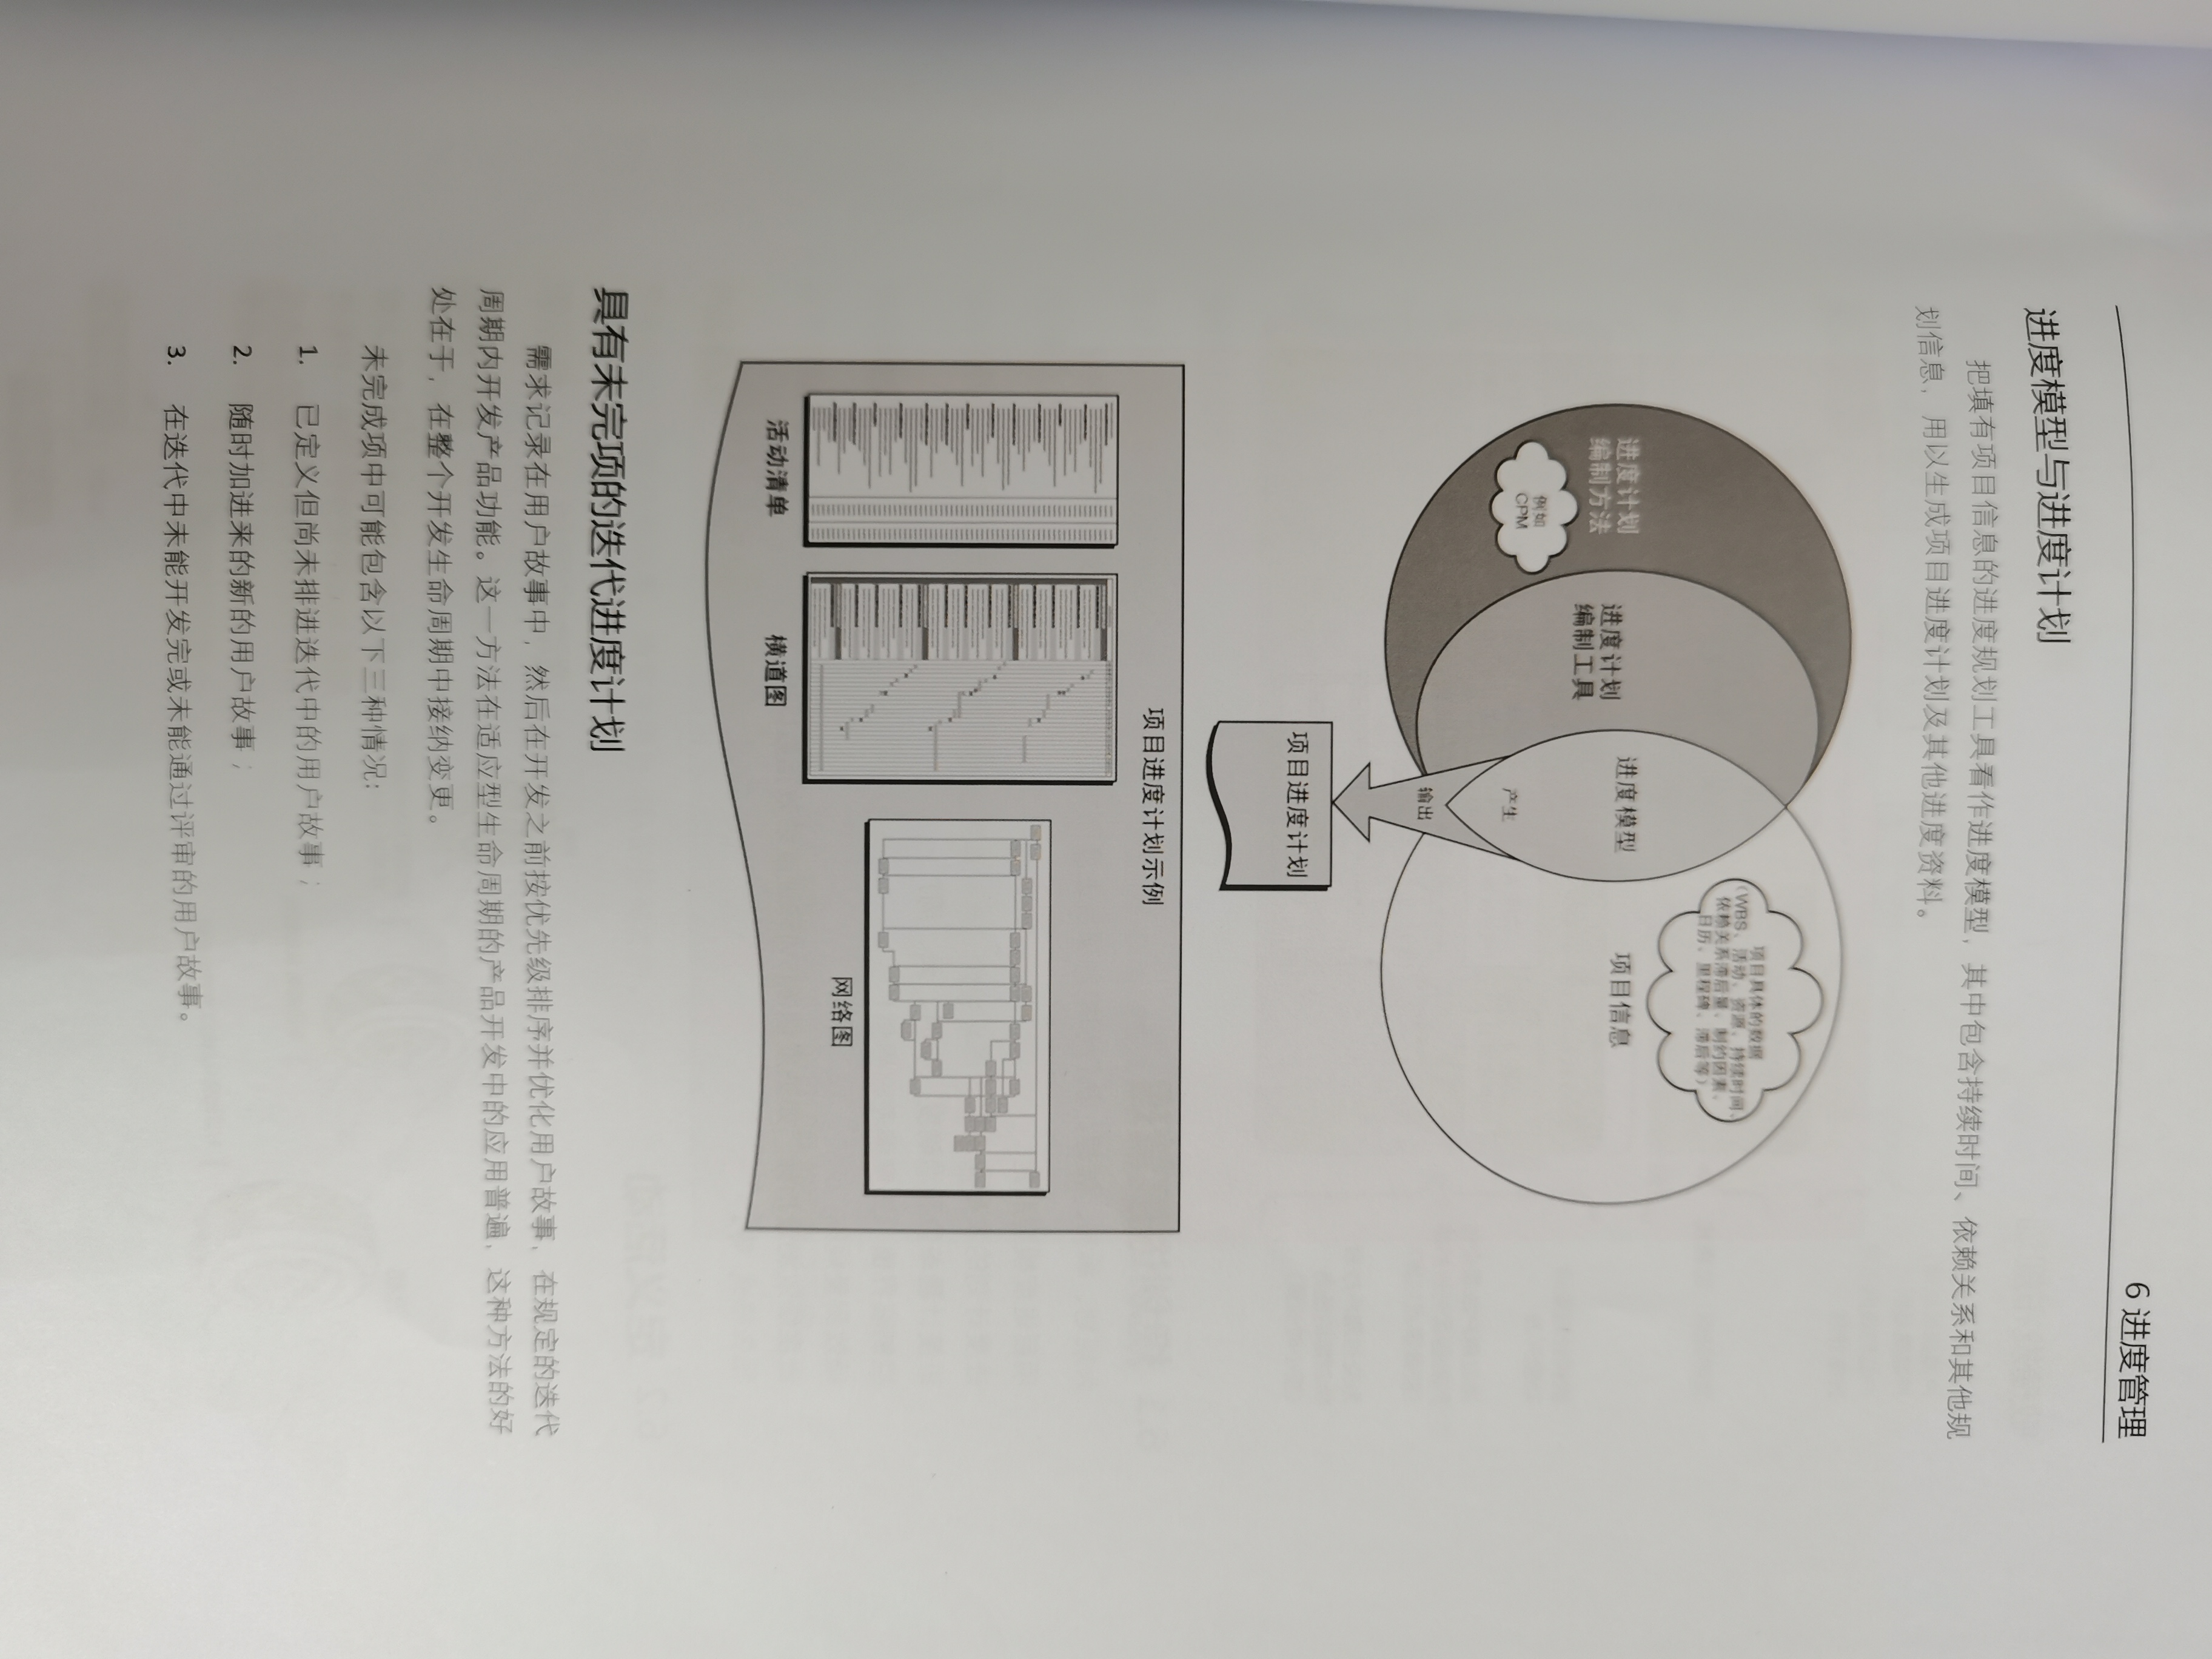 6 进度管理
进度模型与进度计划
把填有项目信息的进度规划工具看作进度模型，其中包含持续时间、依赖关系和其他规
划信息，用以生成项目进度计划及其他进度资料。
项目具体的数据
（WBS、活动、资源、持续时间、
依赖关系滞后量、制约因素、
日历、里程碑、滞后等）
进度计划
编制方法
例如
CPM
进度计划
编制工具
进度模型
项目信息
产生
输出
项目进度计划
项目进度计划示例
活动清单
横道图
网络图
具有未完项的迭代进度计划
需求记录在用户故事中，然后在开发之前按优先级排序并优化用户故事，在规定的迭代
周期内开发产品功能。这一方法在适应型生命周期的产品开发中的应用普遍，这种方法的好
处在于，在整个开发生命周期中接纳变更。
未完成项中可能包含以下三种情况:
1. 已定义但尚未排进迭代中的用户故事；
2. 随时加进来的新的用户故事；
3. 在迭代中未能开发完或未能通过评审的用户故事。